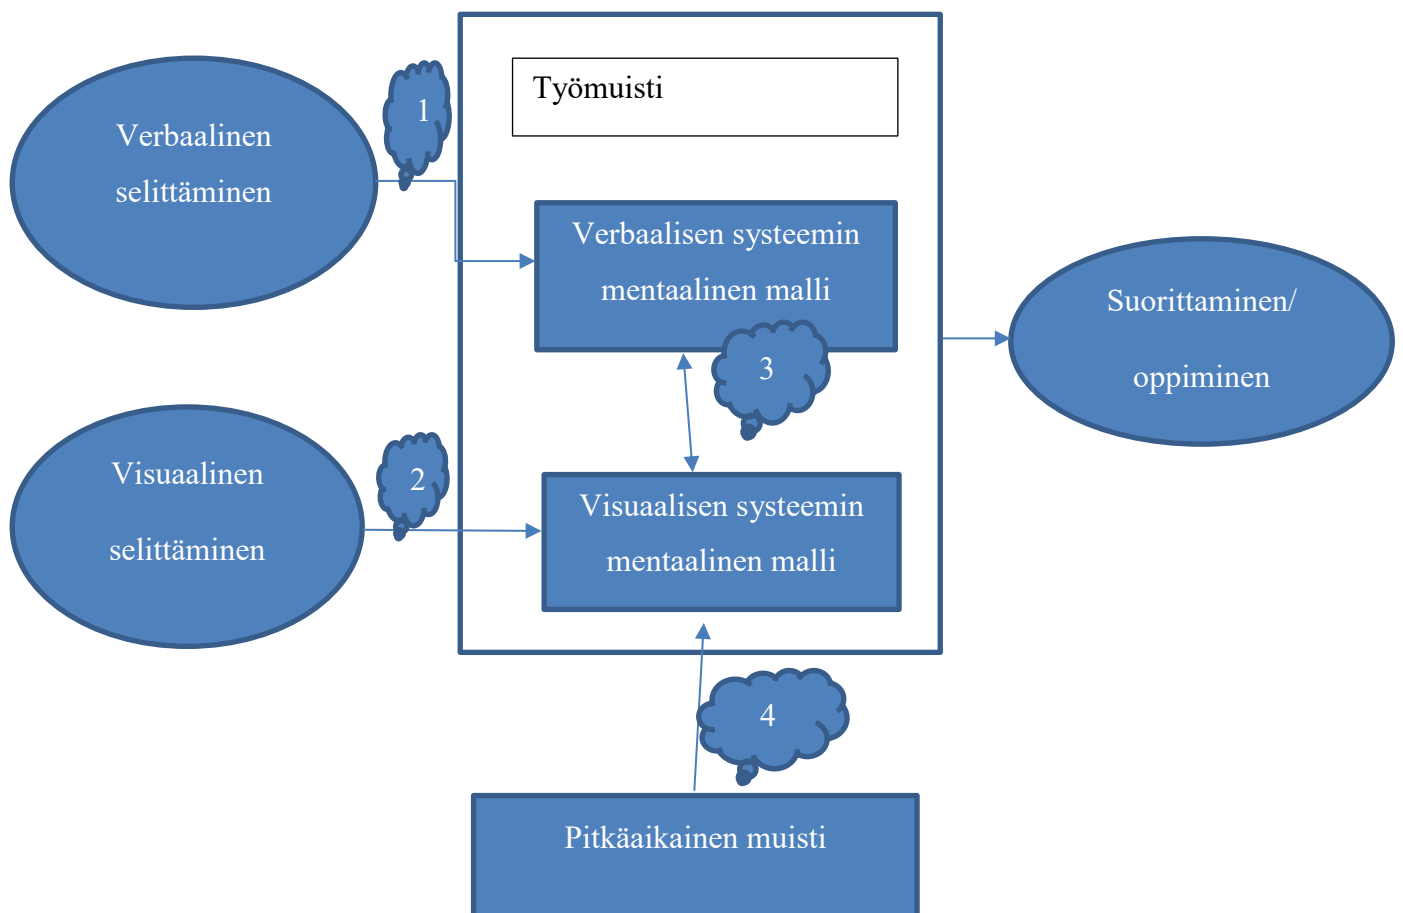 Työmuisti
Verbaalinen
selittäminen
1
Verbaalisen systeemin
mentaalinen malli
Suorittaminen/
oppiminen
3
Visuaalinen
selittäminen
2
Visuaalisen systeemin
mentaalinen malli
4
Pitkäaikainen muisti